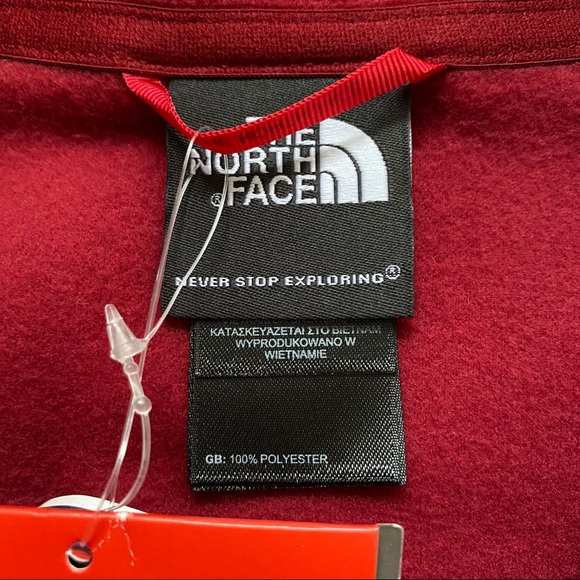 THE
NORTH
FACE
®
NEVER STOP EXPLORING®
ΚΑΤΑΣΚΕΥΑΖΕΤΑΙ ΣΤΟ ΒΙΕΤΝΑΜ
WYPRODUKOWANO W
WIETNAMIE
GB: 100% POLYESTER